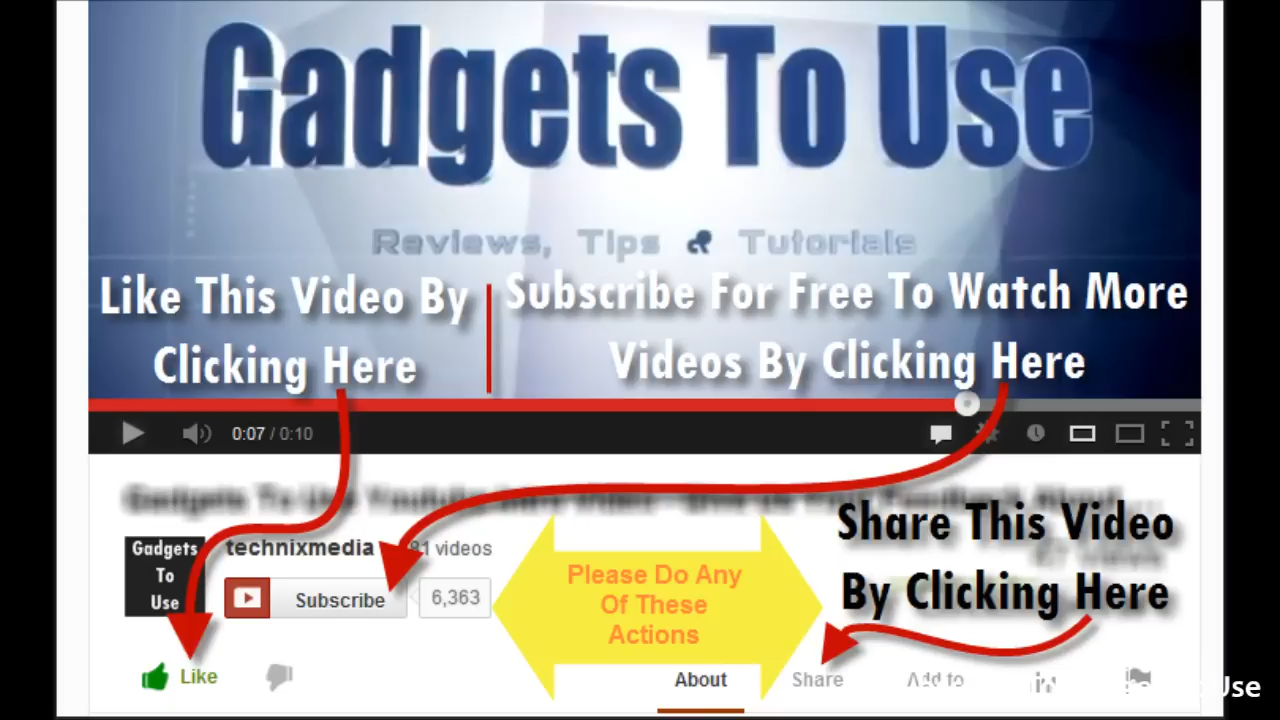 Gadgets To Use
Reviews, Tips & Tutorials
Like This Video By
Clicking Here
Subscribe For Free To Watch More
Videos By Clicking Here
0:07 / 0:10
Gadgets
To
Use
technixmedia
81 videos
Subscribe
6,363
Please Do Any
Of These
Actions
Share This Video
By Clicking Here
Like
About
Share
Add to
Use